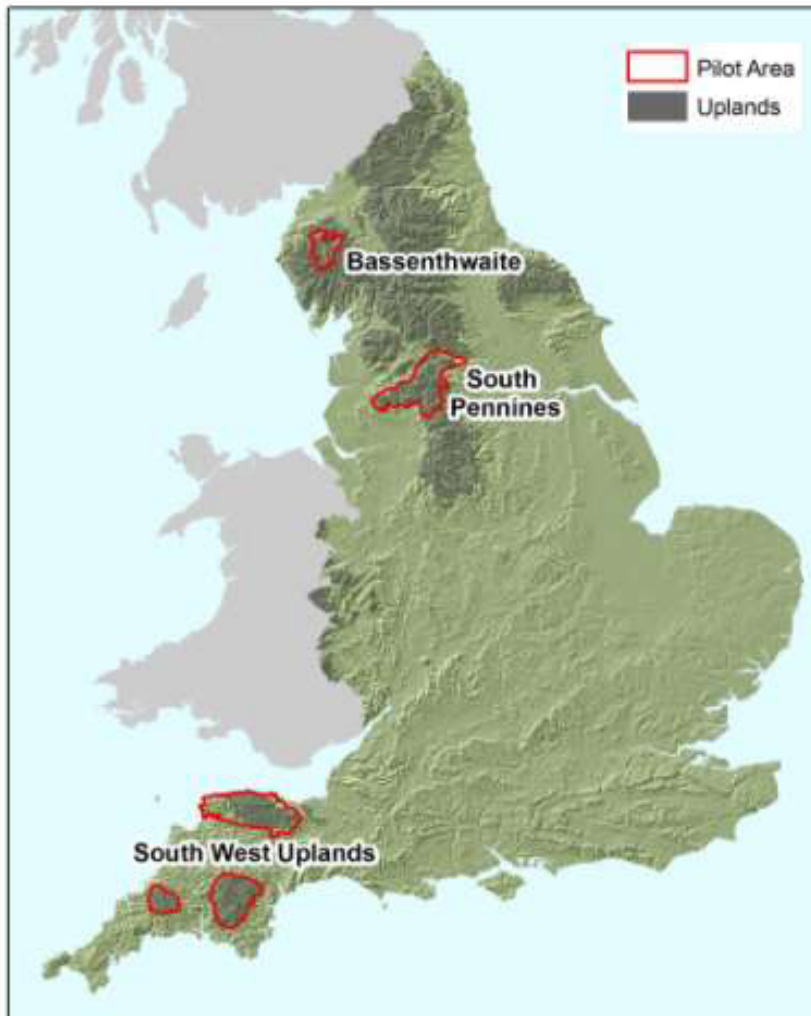 Pilot Area
Uplands
Bassenthwaite
South
Pennines
South West Uplands